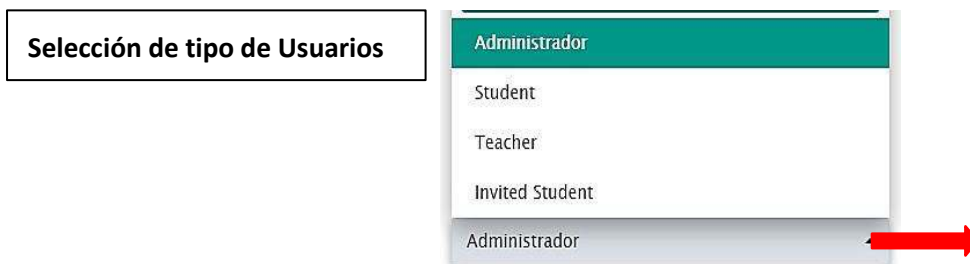 Selección de tipo de Usuarios
Administrador
Student
Teacher
Invited Student
Administrador